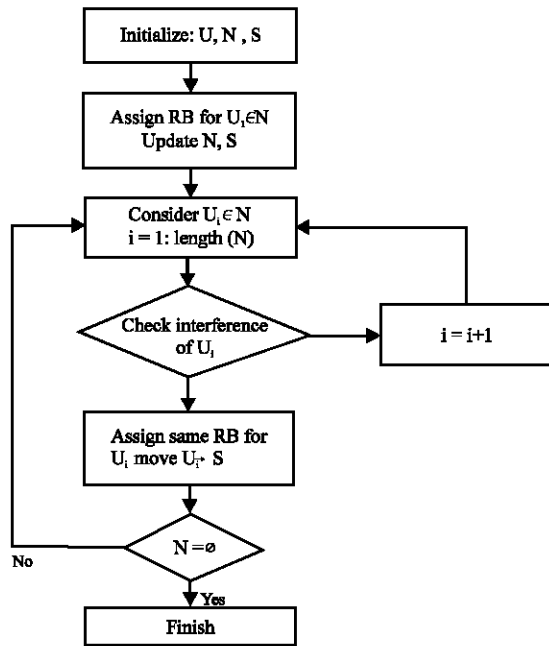 Initialize: U, N , S
Assign RB for U₁∈N
Update N, S
Consider Uᵢ∈ N
i = 1: length (N)
Check interference
of Uᵢ
i = i+1
Assign same RB for
Uᵢ move Uᵢ→ S
N =ø
No
Yes
Finish